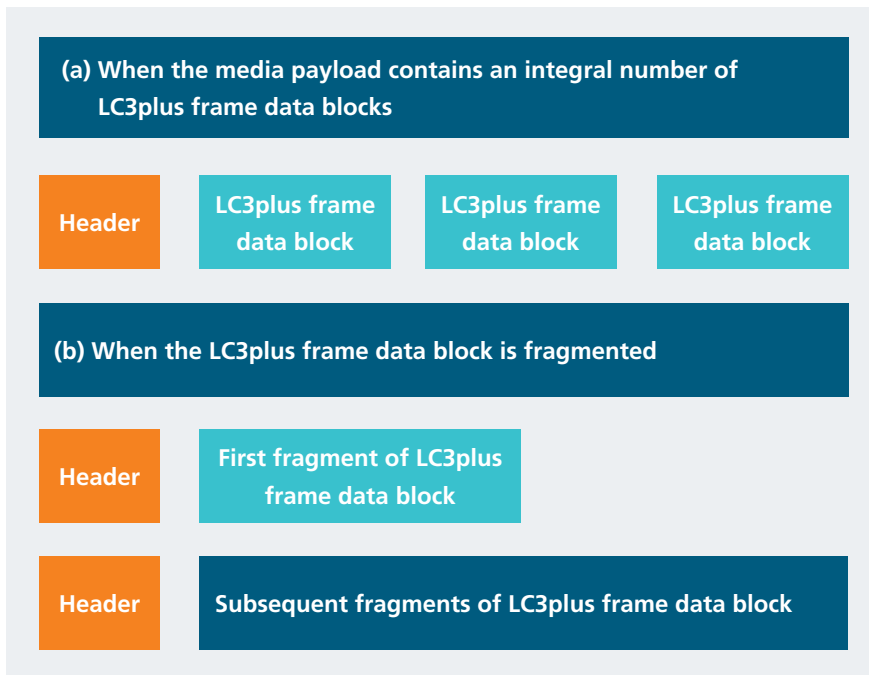 (a) When the media payload contains an integral number of
LC3plus frame data blocks
Header
LC3plus frame
data block
LC3plus frame
data block
LC3plus frame
data block
(b) When the LC3plus frame data block is fragmented
Header
First fragment of LC3plus
frame data block
Header
Subsequent fragments of LC3plus frame data block